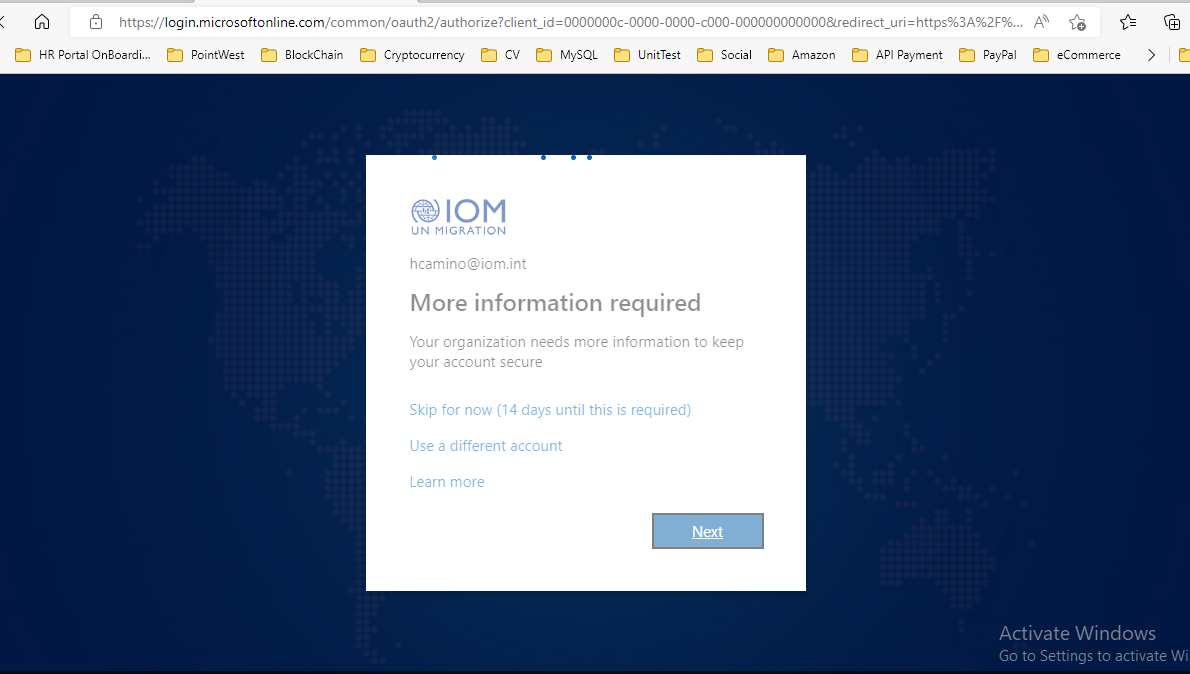 https://login.microsoftonline.com/common/oauth2/authorize?client_id=0000000c-0000-0000-c000-000000000000&redirect_uri=https%3A%2F%...
HR Portal OnBoardi... PointWest BlockChain Cryptocurrency CV MySQL UnitTest Social Amazon API Payment PayPal eCommerce
IOM
UN MIGRATION
hcamino@iom.int
More information required
Your organization needs more information to keep
your account secure
Skip for now (14 days until this is required)
Use a different account
Learn more
Next
Activate Windows
Go to Settings to activate Wi